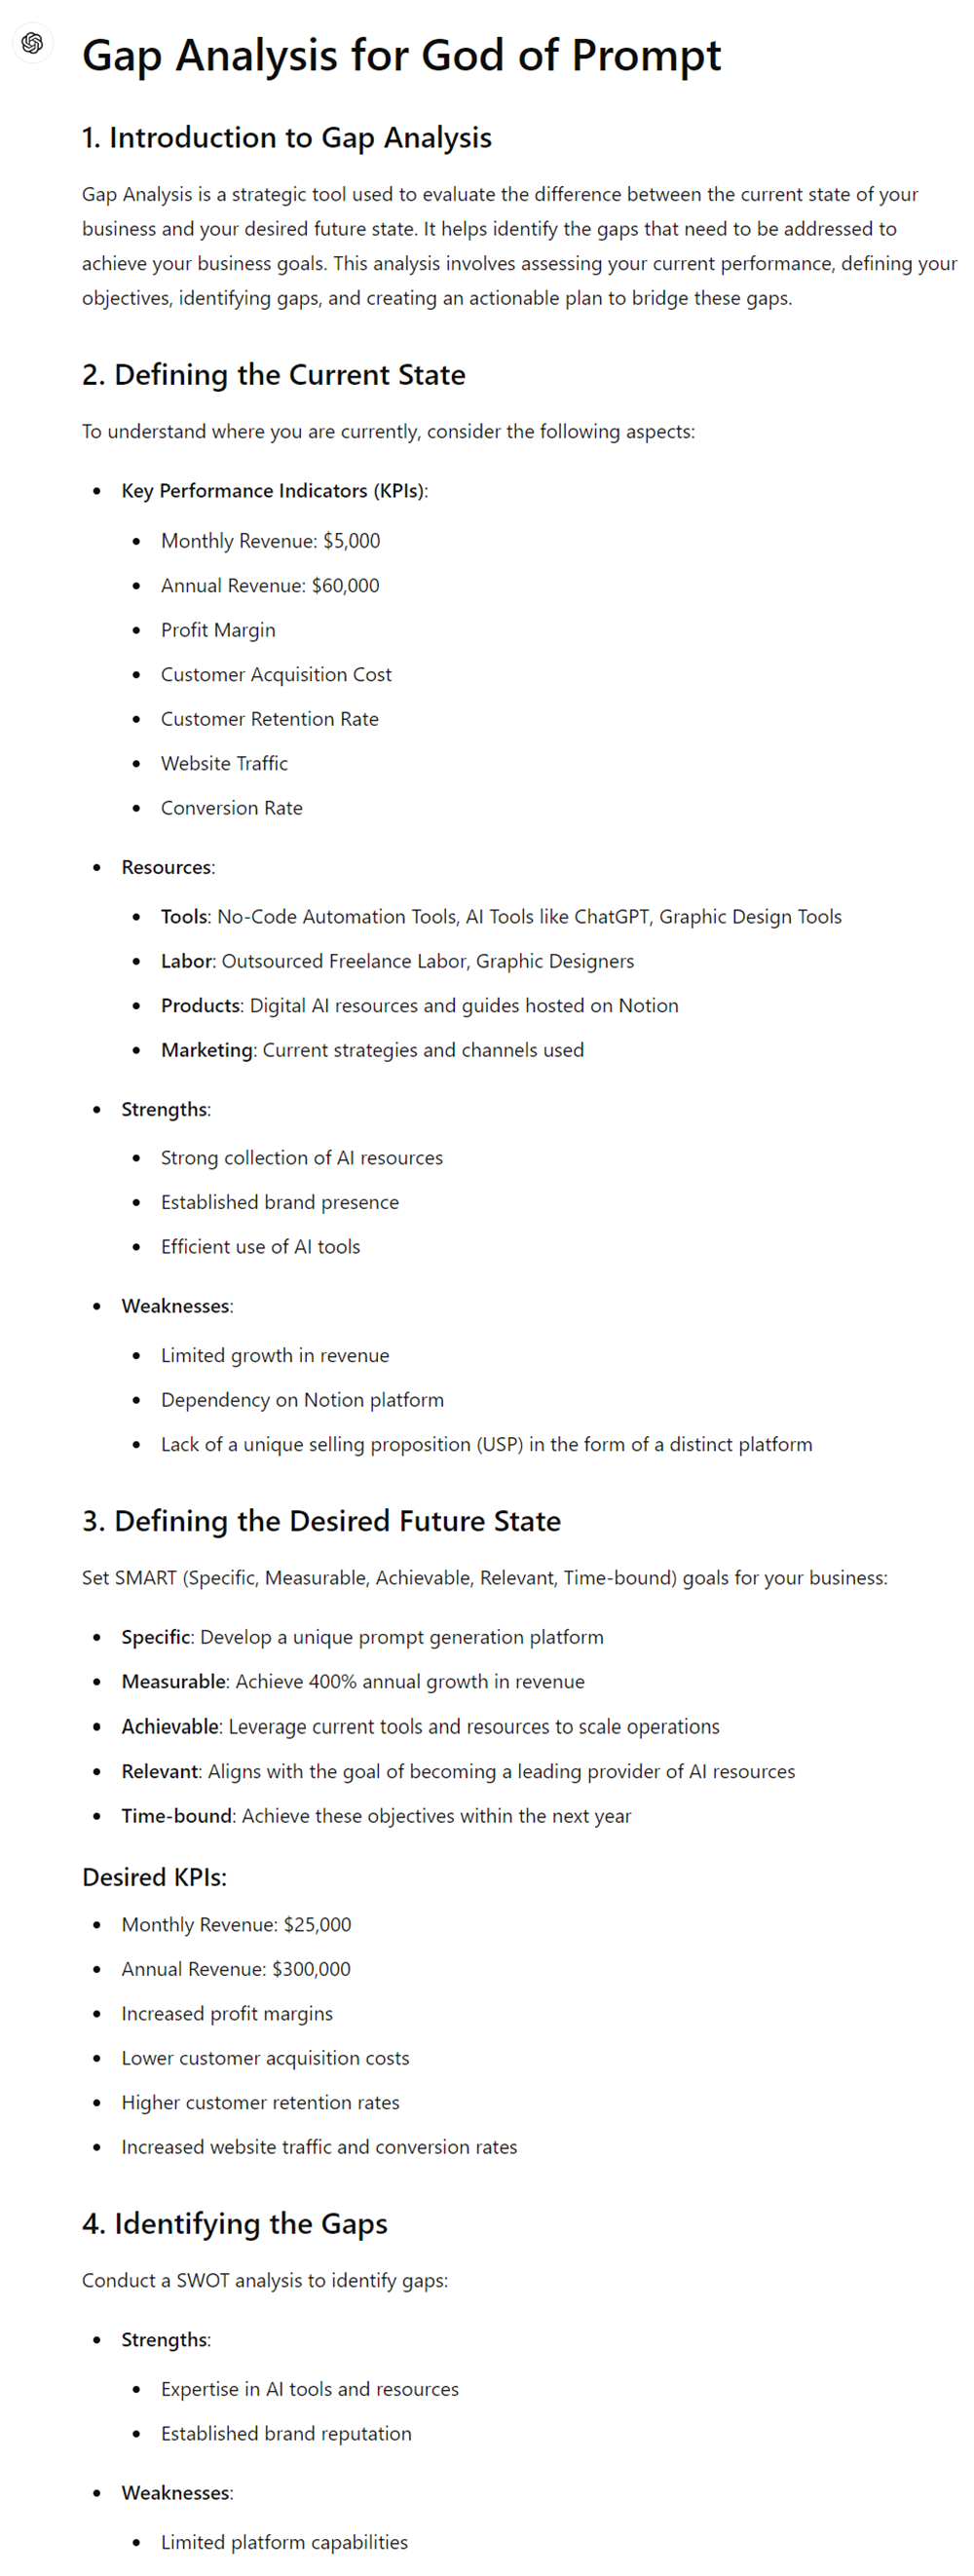 Gap Analysis for God of Prompt
1. Introduction to Gap Analysis
Gap Analysis is a strategic tool used to evaluate the difference between the current state of your
business and your desired future state. It helps identify the gaps that need to be addressed to
achieve your business goals. This analysis involves assessing your current performance, defining your
objectives, identifying gaps, and creating an actionable plan to bridge these gaps.
2. Defining the Current State
To understand where you are currently, consider the following aspects:
• Key Performance Indicators (KPIs):
• Monthly Revenue: $5,000
• Annual Revenue: $60,000
• Profit Margin
• Customer Acquisition Cost
• Customer Retention Rate
• Website Traffic
• Conversion Rate
• Resources:
• Tools: No-Code Automation Tools, AI Tools like ChatGPT, Graphic Design Tools
• Labor: Outsourced Freelance Labor, Graphic Designers
• Products: Digital AI resources and guides hosted on Notion
• Marketing: Current strategies and channels used
• Strengths:
• Strong collection of AI resources
• Established brand presence
• Efficient use of AI tools
• Weaknesses:
• Limited growth in revenue
• Dependency on Notion platform
• Lack of a unique selling proposition (USP) in the form of a distinct platform
3. Defining the Desired Future State
Set SMART (Specific, Measurable, Achievable, Relevant, Time-bound) goals for your business:
• Specific: Develop a unique prompt generation platform
• Measurable: Achieve 400% annual growth in revenue
• Achievable: Leverage current tools and resources to scale operations
• Relevant: Aligns with the goal of becoming a leading provider of AI resources
• Time-bound: Achieve these objectives within the next year
Desired KPIs:
• Monthly Revenue: $25,000
• Annual Revenue: $300,000
• Increased profit margins
• Lower customer acquisition costs
• Higher customer retention rates
• Increased website traffic and conversion rates
4. Identifying the Gaps
Conduct a SWOT analysis to identify gaps:
• Strengths:
• Expertise in AI tools and resources
• Established brand reputation
• Weaknesses:
• Limited platform capabilities